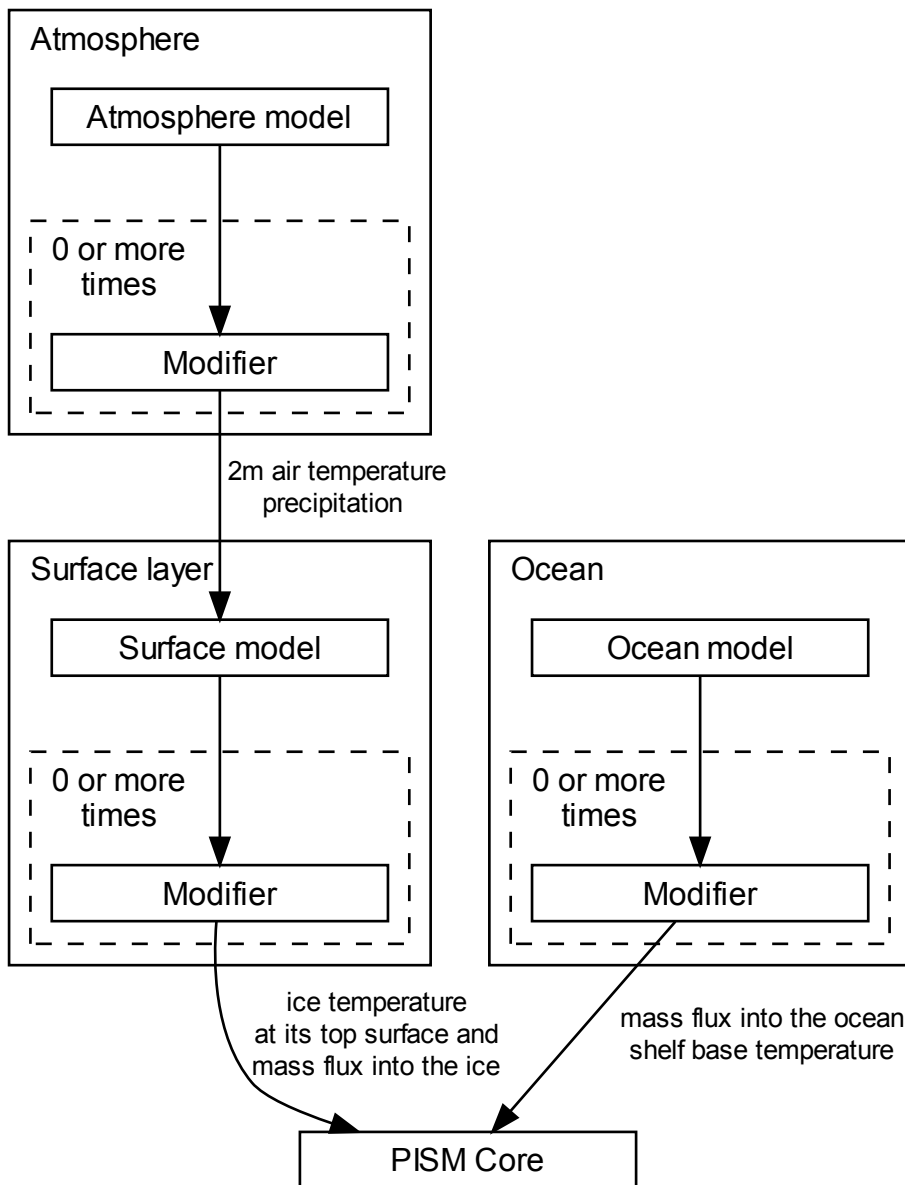 Atmosphere
Atmosphere model
0 or more
times
Modifier
2m air temperature
precipitation
Surface layer
Surface model
0 or more
times
Modifier
Ocean
Ocean model
0 or more
times
Modifier
ice temperature
at its top surface and
mass flux into the ice
mass flux into the ocean
shelf base temperature
PISM Core